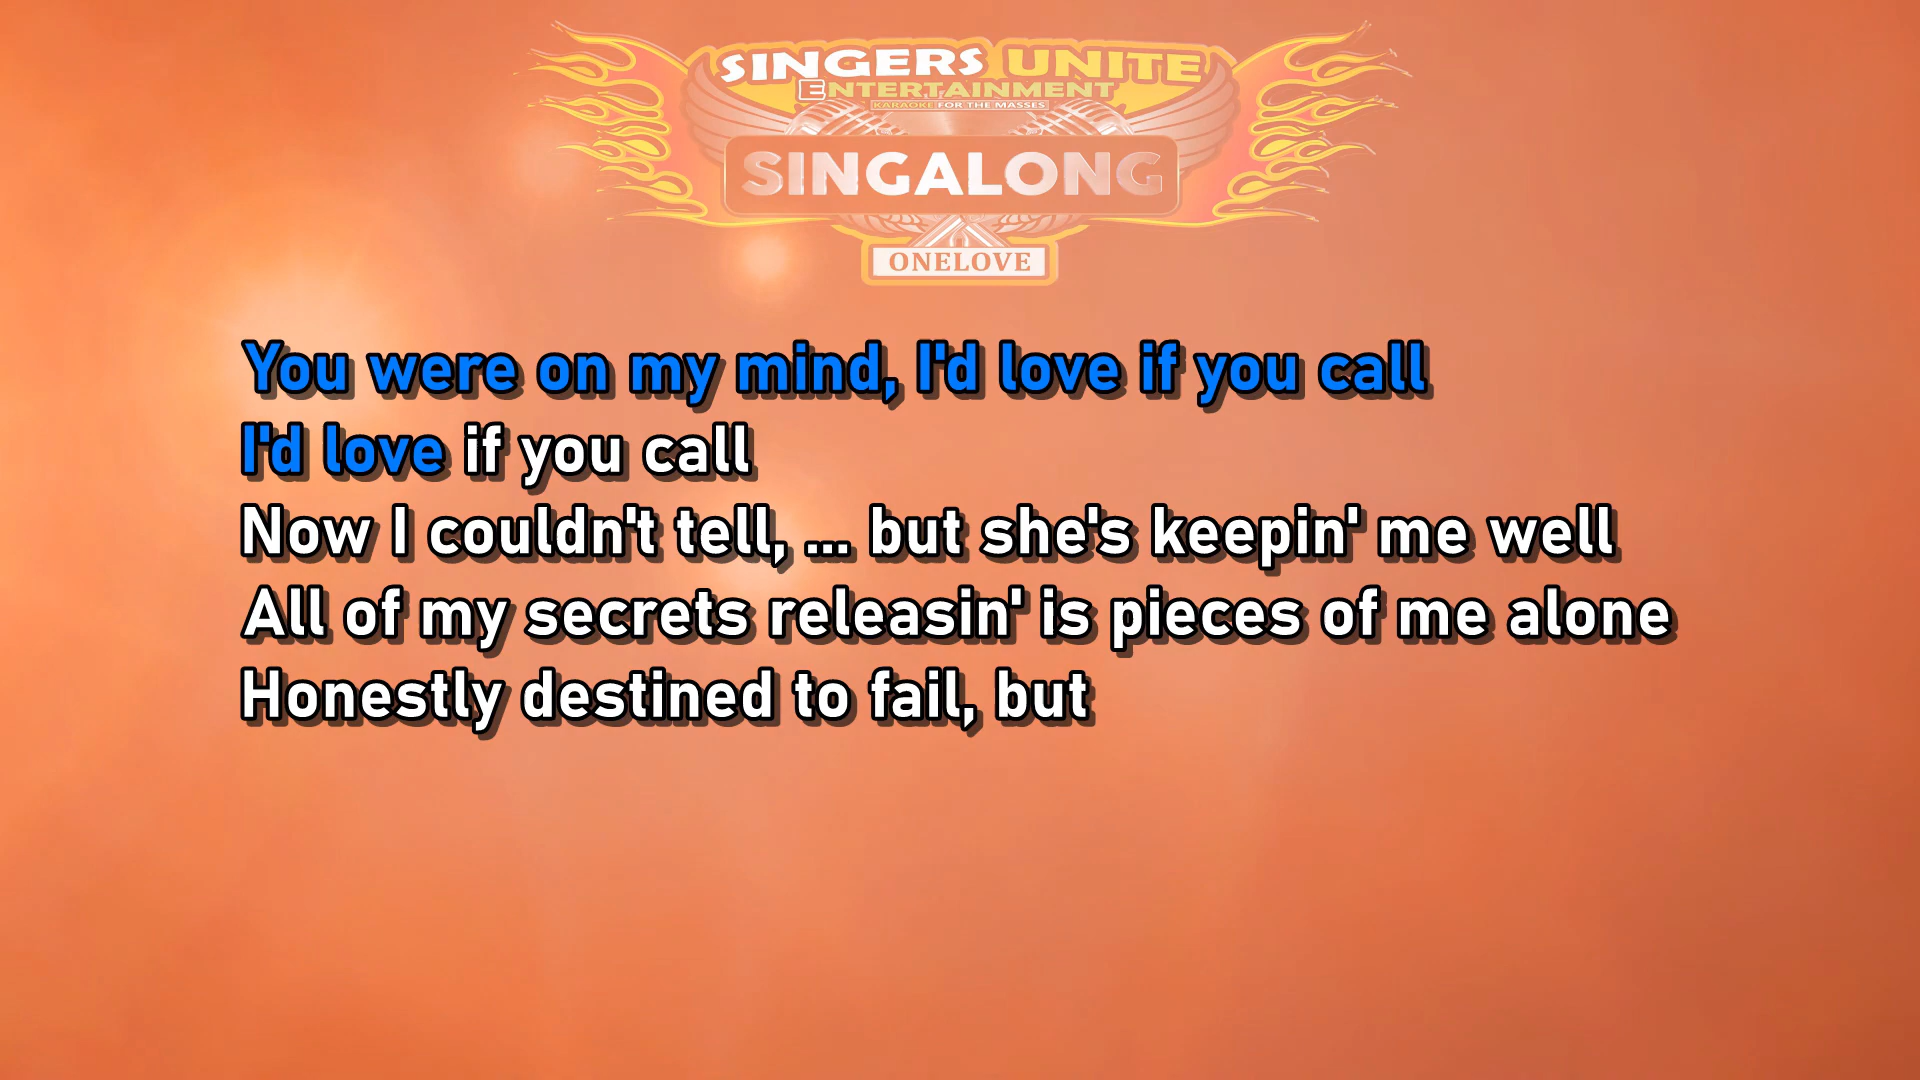 SINGERS UNITE
ENTERTAINMENT
KARAOKE FOR THE MASSES
SINGALONG
ONELOVE
You were on my mind, I'd love if you call
I'd love if you call
Now I couldn't tell, ... but she's keepin' me well
All of my secrets releasin' is pieces of me alone
Honestly destined to fail, but